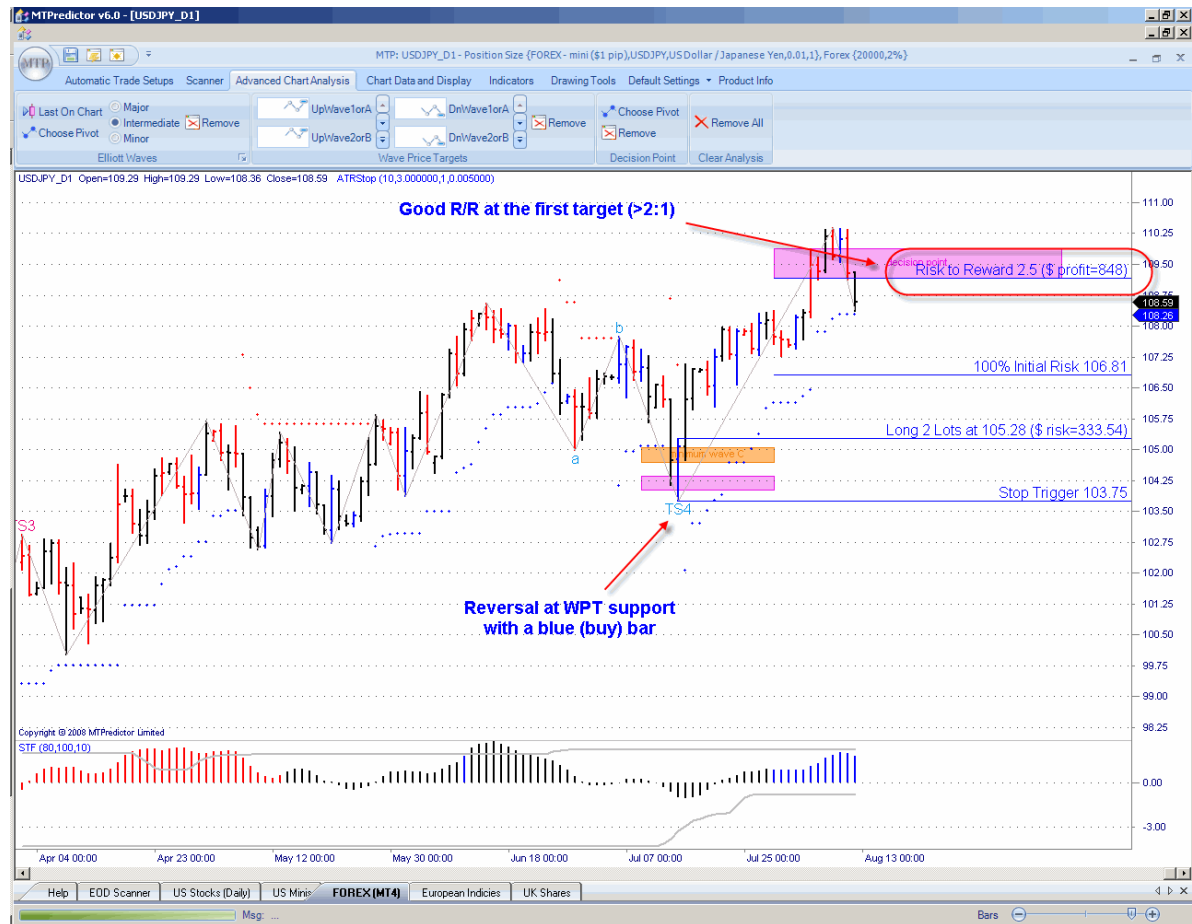 MTPredictor v6.0 - [USDJPY_D1]
MTP
MTP: USDJPY_D1 - Position Size {FOREX- mini ($1 pip),USDJPY,US Dollar / Japanese Yen,0.01,1}, Forex {20000,2%}
Automatic Trade Setups Scanner Advanced Chart Analysis Chart Data and Display Indicators Drawing Tools Default Settings Product Info
Last On Chart Major UpWave1orA DnWave1orA Choose Pivot
Choose Pivot Intermediate Remove Remove Remove Remove All
Minor UpWave2orB DnWave2orB
Elliott Waves Wave Price Targets Decision Point Clear Analysis
USDJPY_D1 Open=109.29 High=109.29 Low=108.36 Close=108.59 ATRStop (10,3.000000,1,0.005000)
Good R/R at the first target (>2:1)
111.00
110.25
decision point
109.50
Risk to Reward 2.5 ($ profit=848)
108.75
108.59
108.26
108.00
b
107.25
100% Initial Risk 106.81
106.50
105.75
Long 2 Lots at 105.28 ($ risk=333.54)
105.00
a
minimum wave C
104.25
Stop Trigger 103.75
TS4
103.50
TS3
102.75
102.00
Reversal at WPT support
with a blue (buy) bar
101.25
100.50
99.75
99.00
98.25
Copyright © 2008 MTPredictor Limited
STF (80,100,10)
0.00
-3.00
Apr 04 00:00 Apr 23 00:00 May 12 00:00 May 30 00:00 Jun 18 00:00 Jul 07 00:00 Jul 25 00:00 Aug 13 00:00
Help EOD Scanner US Stocks (Daily) US Minis FOREX (MT4) European Indicies UK Shares
Msg: ... Bars